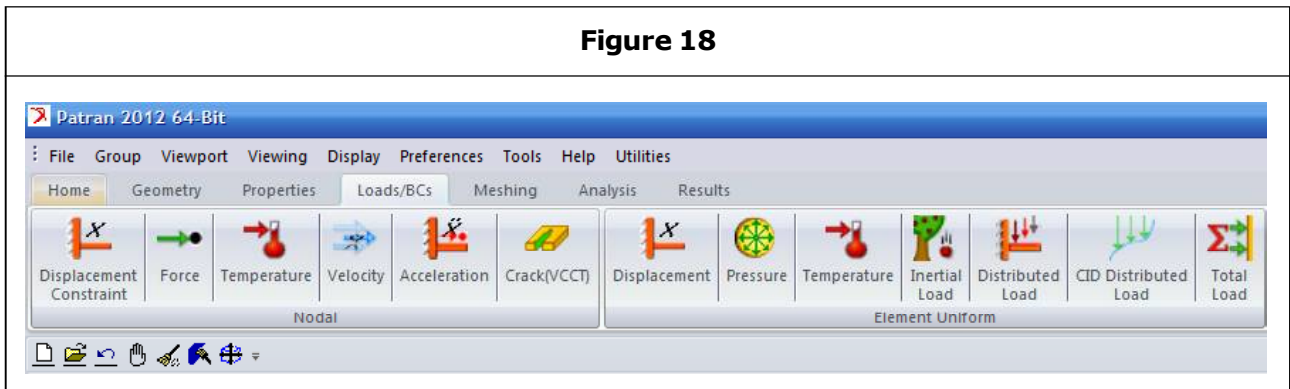 Figure 18
Patran 2012 64-Bit
File Group Viewport Viewing Display Preferences Tools Help Utilities
Home Geometry Properties Loads/BCs Meshing Analysis Results
X X Ẍ X Σ
Displacement Constraint Force Temperature Velocity Acceleration Crack(VCCT) Displacement Pressure Temperature Inertial Load Distributed Load CID Distributed Load Total Load
Nodal Element Uniform